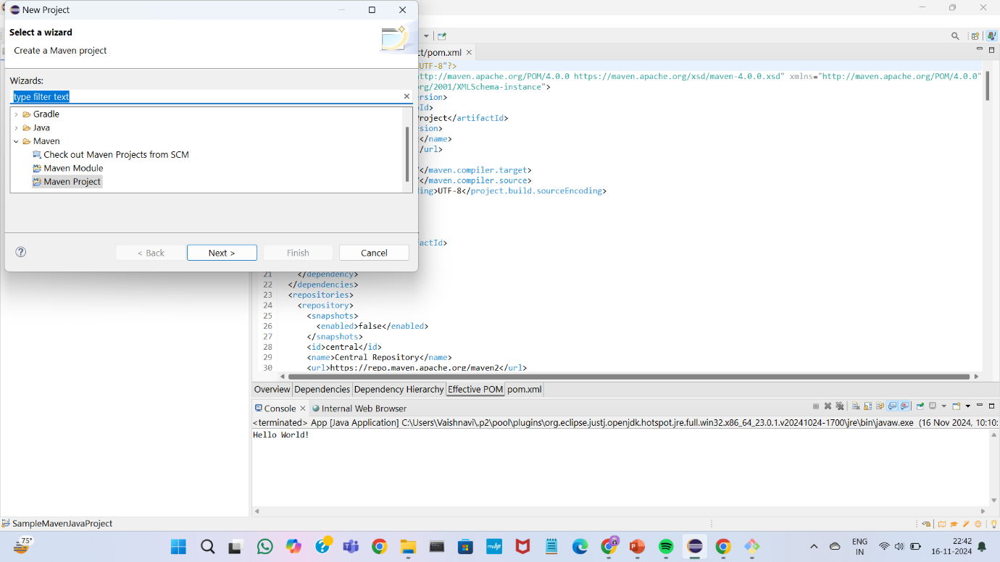 New Project
Select a wizard
Create a Maven project
Wizards:
type filter text
Gradle
Java
Maven
Check out Maven Projects from SCM
Maven Module
Maven Project
< Back
Next >
Finish
Cancel
ct/pom.xml
UTF-8"?>
ttp://maven.apache.org/POM/4.0.0 https://maven.apache.org/xsd/maven-4.0.0.xsd" xmlns="http://maven.apache.org/POM/4.0.0"
rg/2001/XMLSchema-instance">
ersion>
pId>
Project</artifactId>
sion>
t</name>
/url>
7</maven.compiler.target>
7</maven.compiler.source>
ding>UTF-8</project.build.sourceEncoding>
factId>
21 </dependency>
22 </dependencies>
23 <repositories>
24 <repository>
25 <snapshots>
26 <enabled>false</enabled>
27 </snapshots>
28 <id>central</id>
29 <name>Central Repository</name>
30 <url>https://repo.maven.apache.org/maven2</url>
Overview Dependencies Dependency Hierarchy Effective POM pom.xml
Console Internal Web Browser
<terminated> App [Java Application] C:\Users\Vaishnavi\.p2\pool\plugins\org.eclipse.justj.openjdk.hotspot.jre.full.win32.x86_64_23.0.1.v20241024-1700\jre\bin\javaw.exe (16 Nov 2024, 10:10:
Hello World!
SampleMavenJavaProject
75°
myhp
ENG
IN
22:42
16-11-2024